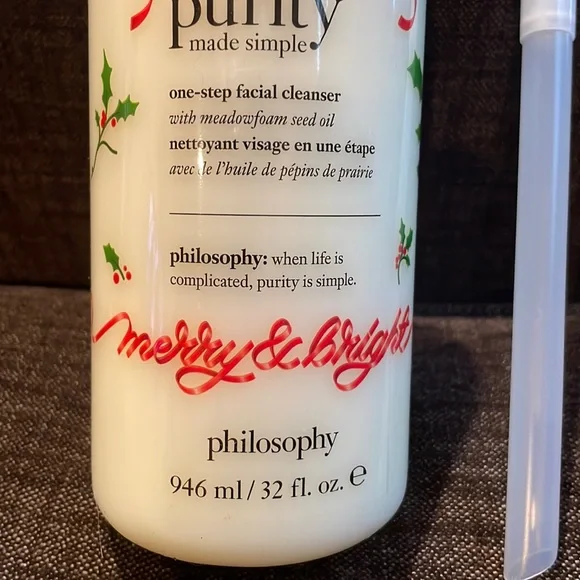 purity
made simple
one-step facial cleanser
with meadowfoam seed oil
nettoyant visage en une étape
avec de l'huile de pépins de prairie
philosophy: when life is
complicated, purity is simple.
merry & bright
philosophy
946 ml / 32 fl. oz. ℮